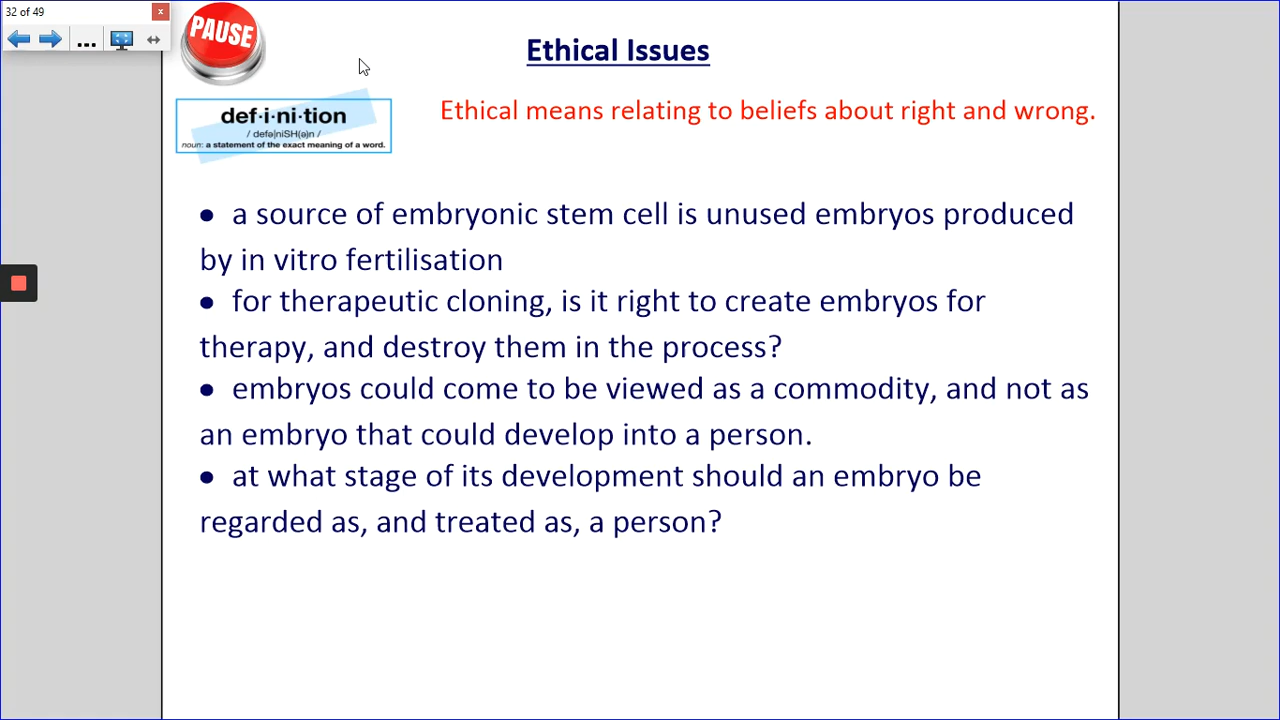 32 of 49
x
...
PAUSE
Ethical Issues
def·i·ni·tion
/ defə|niSH(ə)n /
noun: a statement of the exact meaning of a word.
Ethical means relating to beliefs about right and wrong.
• a source of embryonic stem cell is unused embryos produced
by in vitro fertilisation
• for therapeutic cloning, is it right to create embryos for
therapy, and destroy them in the process?
• embryos could come to be viewed as a commodity, and not as
an embryo that could develop into a person.
• at what stage of its development should an embryo be
regarded as, and treated as, a person?